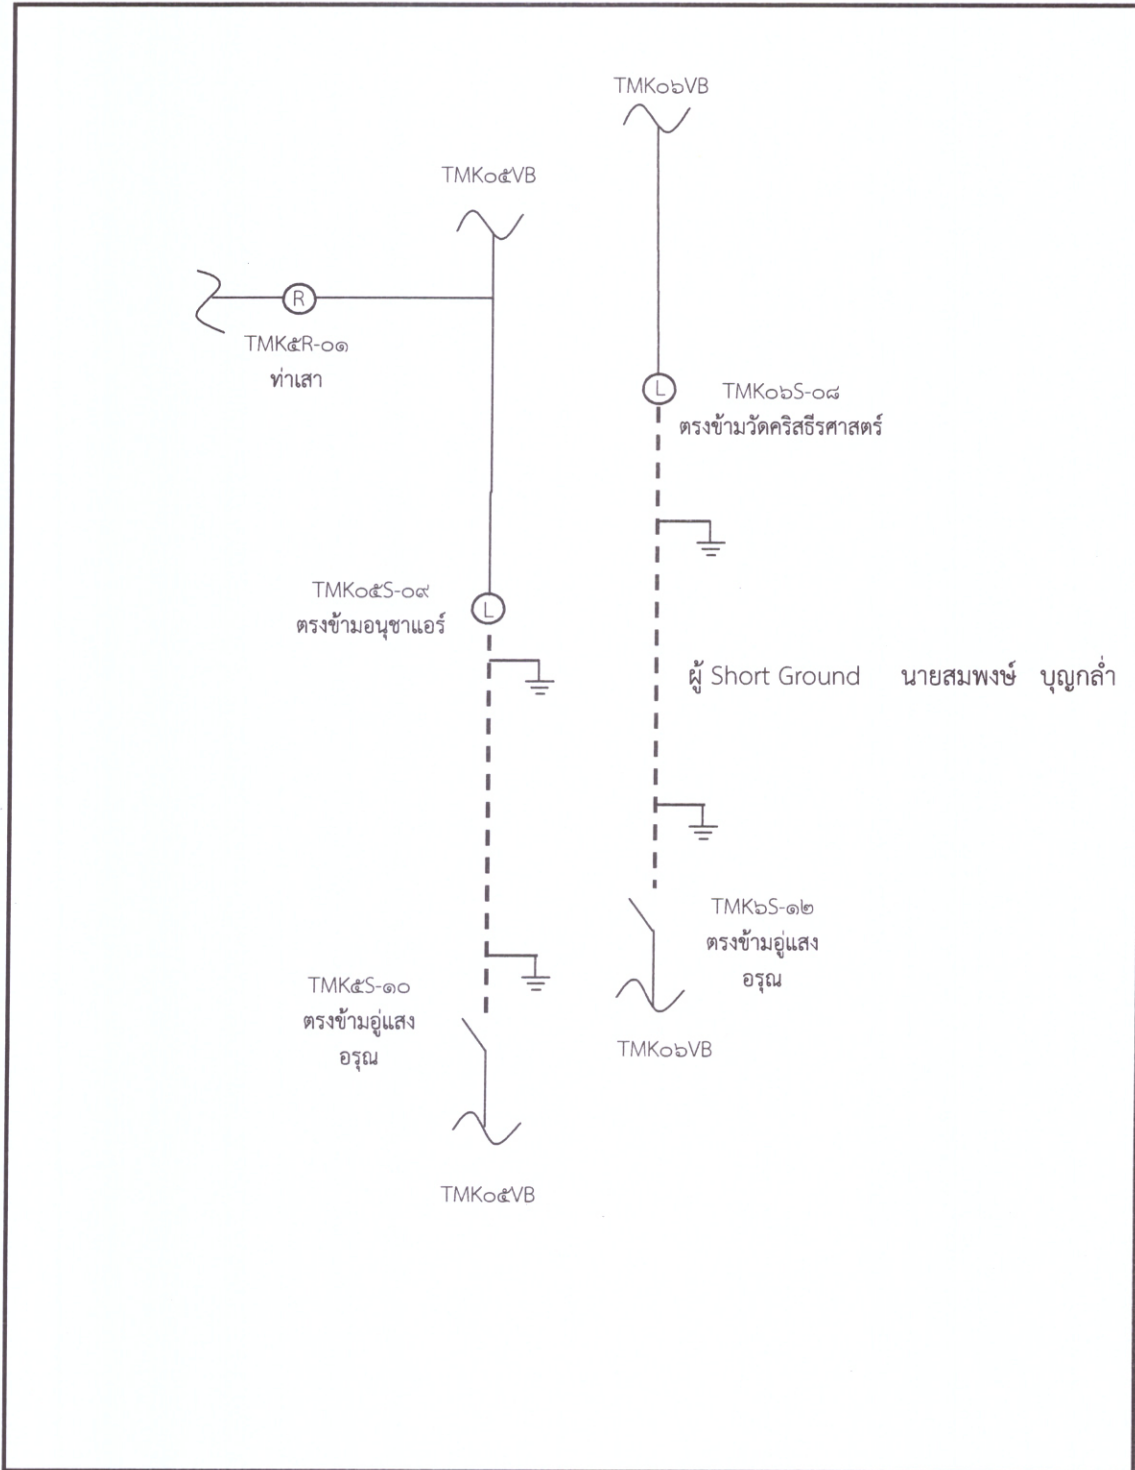 TMK๐๖VB
TMK๐๕VB
R
TMK๕R-๐๑
ท่าเสา
L
TMK๐๖S-๐๘
ตรงข้ามวัดคริสธีรศาสตร์
TMK๐๕S-๐๙
ตรงข้ามอนุชาแอร์
L
ผู้ Short Ground นายสมพงษ์ บุญกล่ำ
TMK๖S-๑๒
ตรงข้ามอู่แสง
อรุณ
TMK๐๖VB
TMK๕S-๑๐
ตรงข้ามอู่แสง
อรุณ
TMK๐๕VB